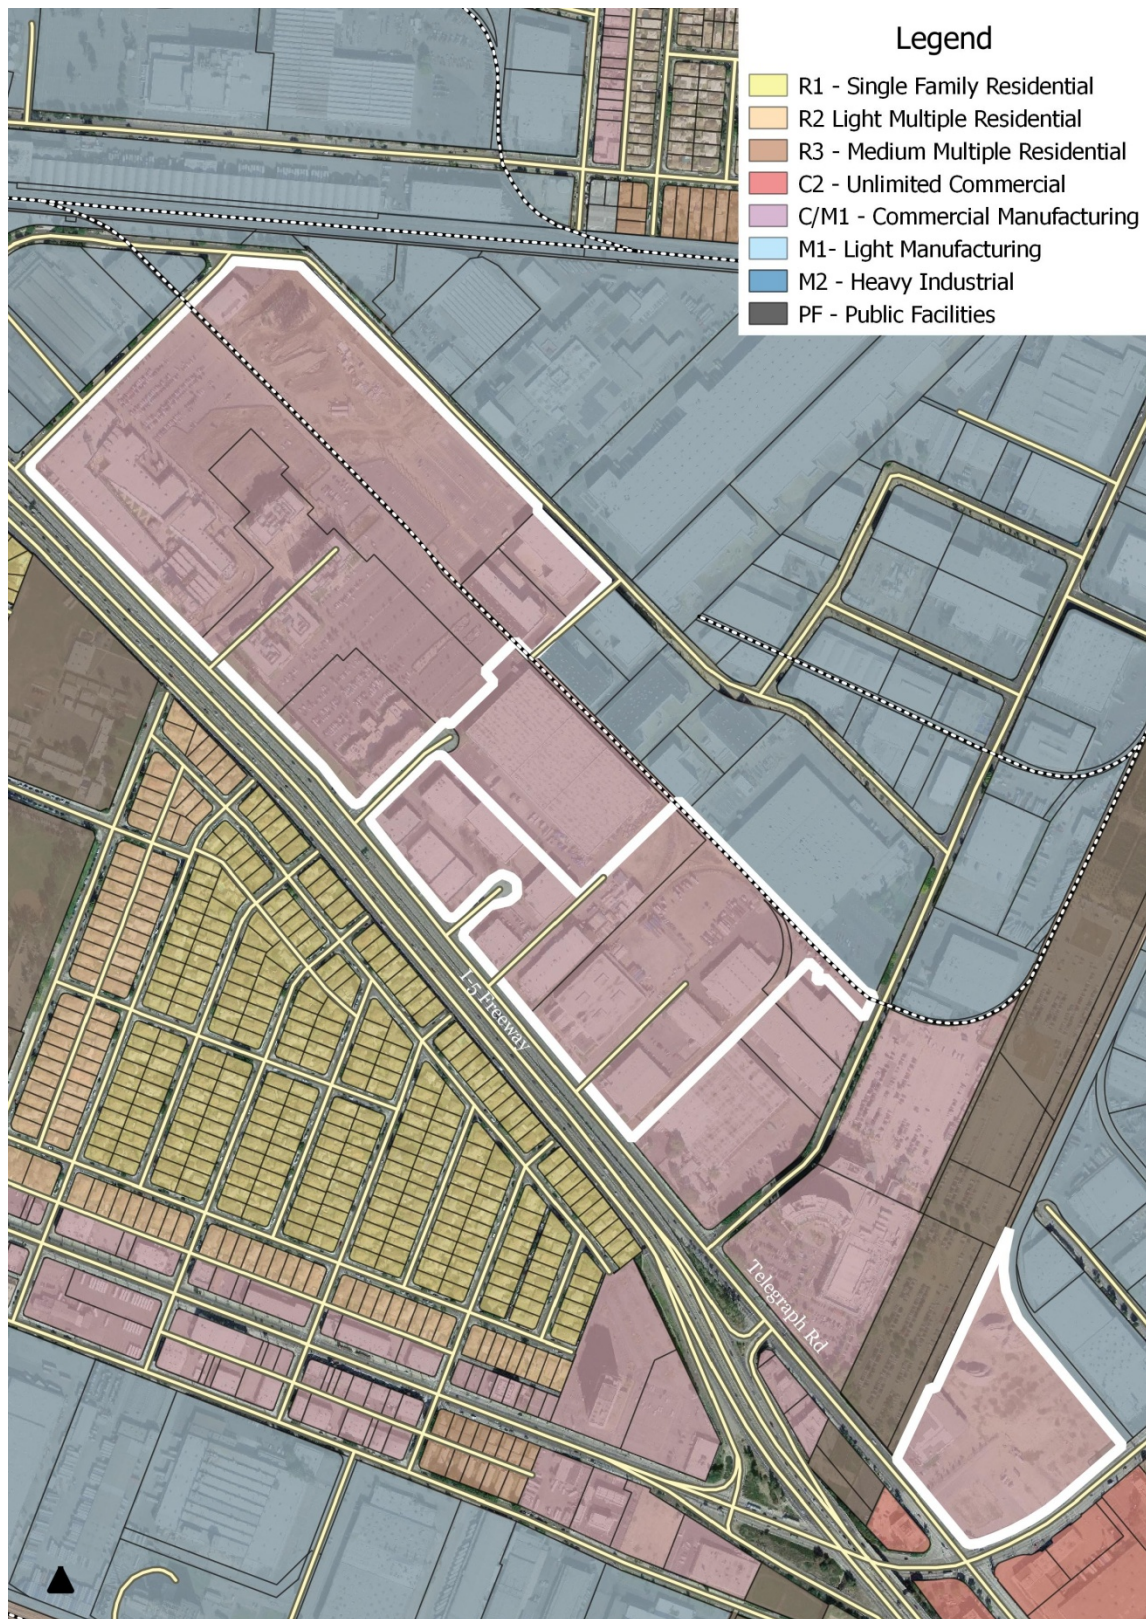 Legend
R1 - Single Family Residential
R2 Light Multiple Residential
R3 - Medium Multiple Residential
C2 - Unlimited Commercial
C/M1 - Commercial Manufacturing
M1- Light Manufacturing
M2 - Heavy Industrial
PF - Public Facilities
I-5 Freeway
Telegraph Rd